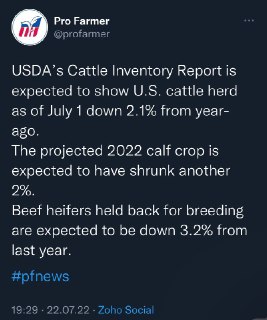 Pro Farmer
@profarmer
USDA's Cattle Inventory Report is
expected to show U.S. cattle herd
as of July 1 down 2.1% from year-
ago.
The projected 2022 calf crop is
expected to have shrunk another
2%.
Beef heifers held back for breeding
are expected to be down 3.2% from
last year.
#pfnews
19:29 · 22.07.22 · Zoho Social